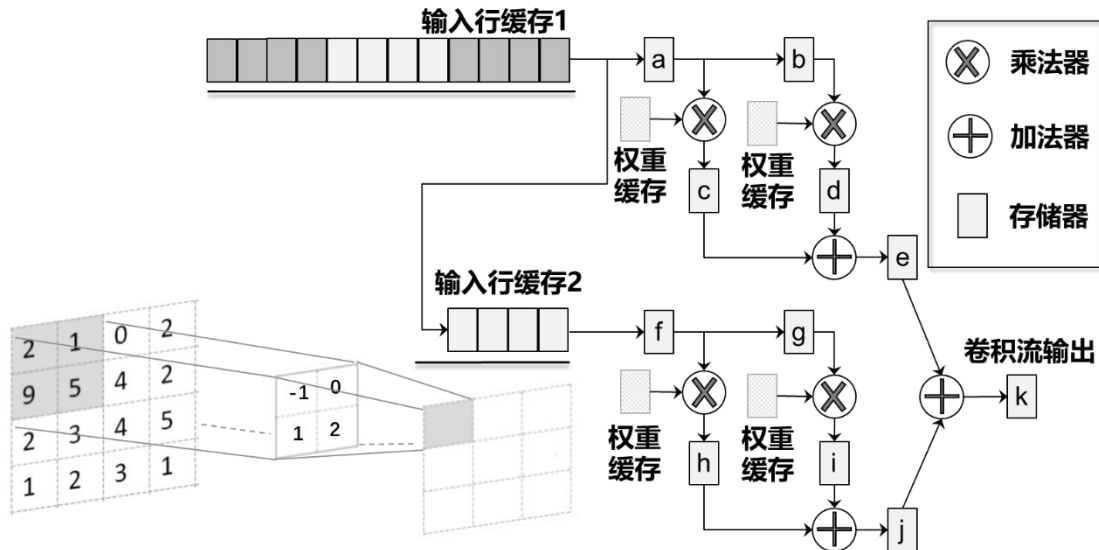 输入行缓存1
a
b
乘法器
权重
缓存
权重
缓存
加法器
c
d
存储器
e
输入行缓存2
f
g
卷积流输出
k
权重
缓存
权重
缓存
h
i
j
2 1 0 2
9 5 4 2
2 3 4 5
1 2 3 1
-1 0
1 2